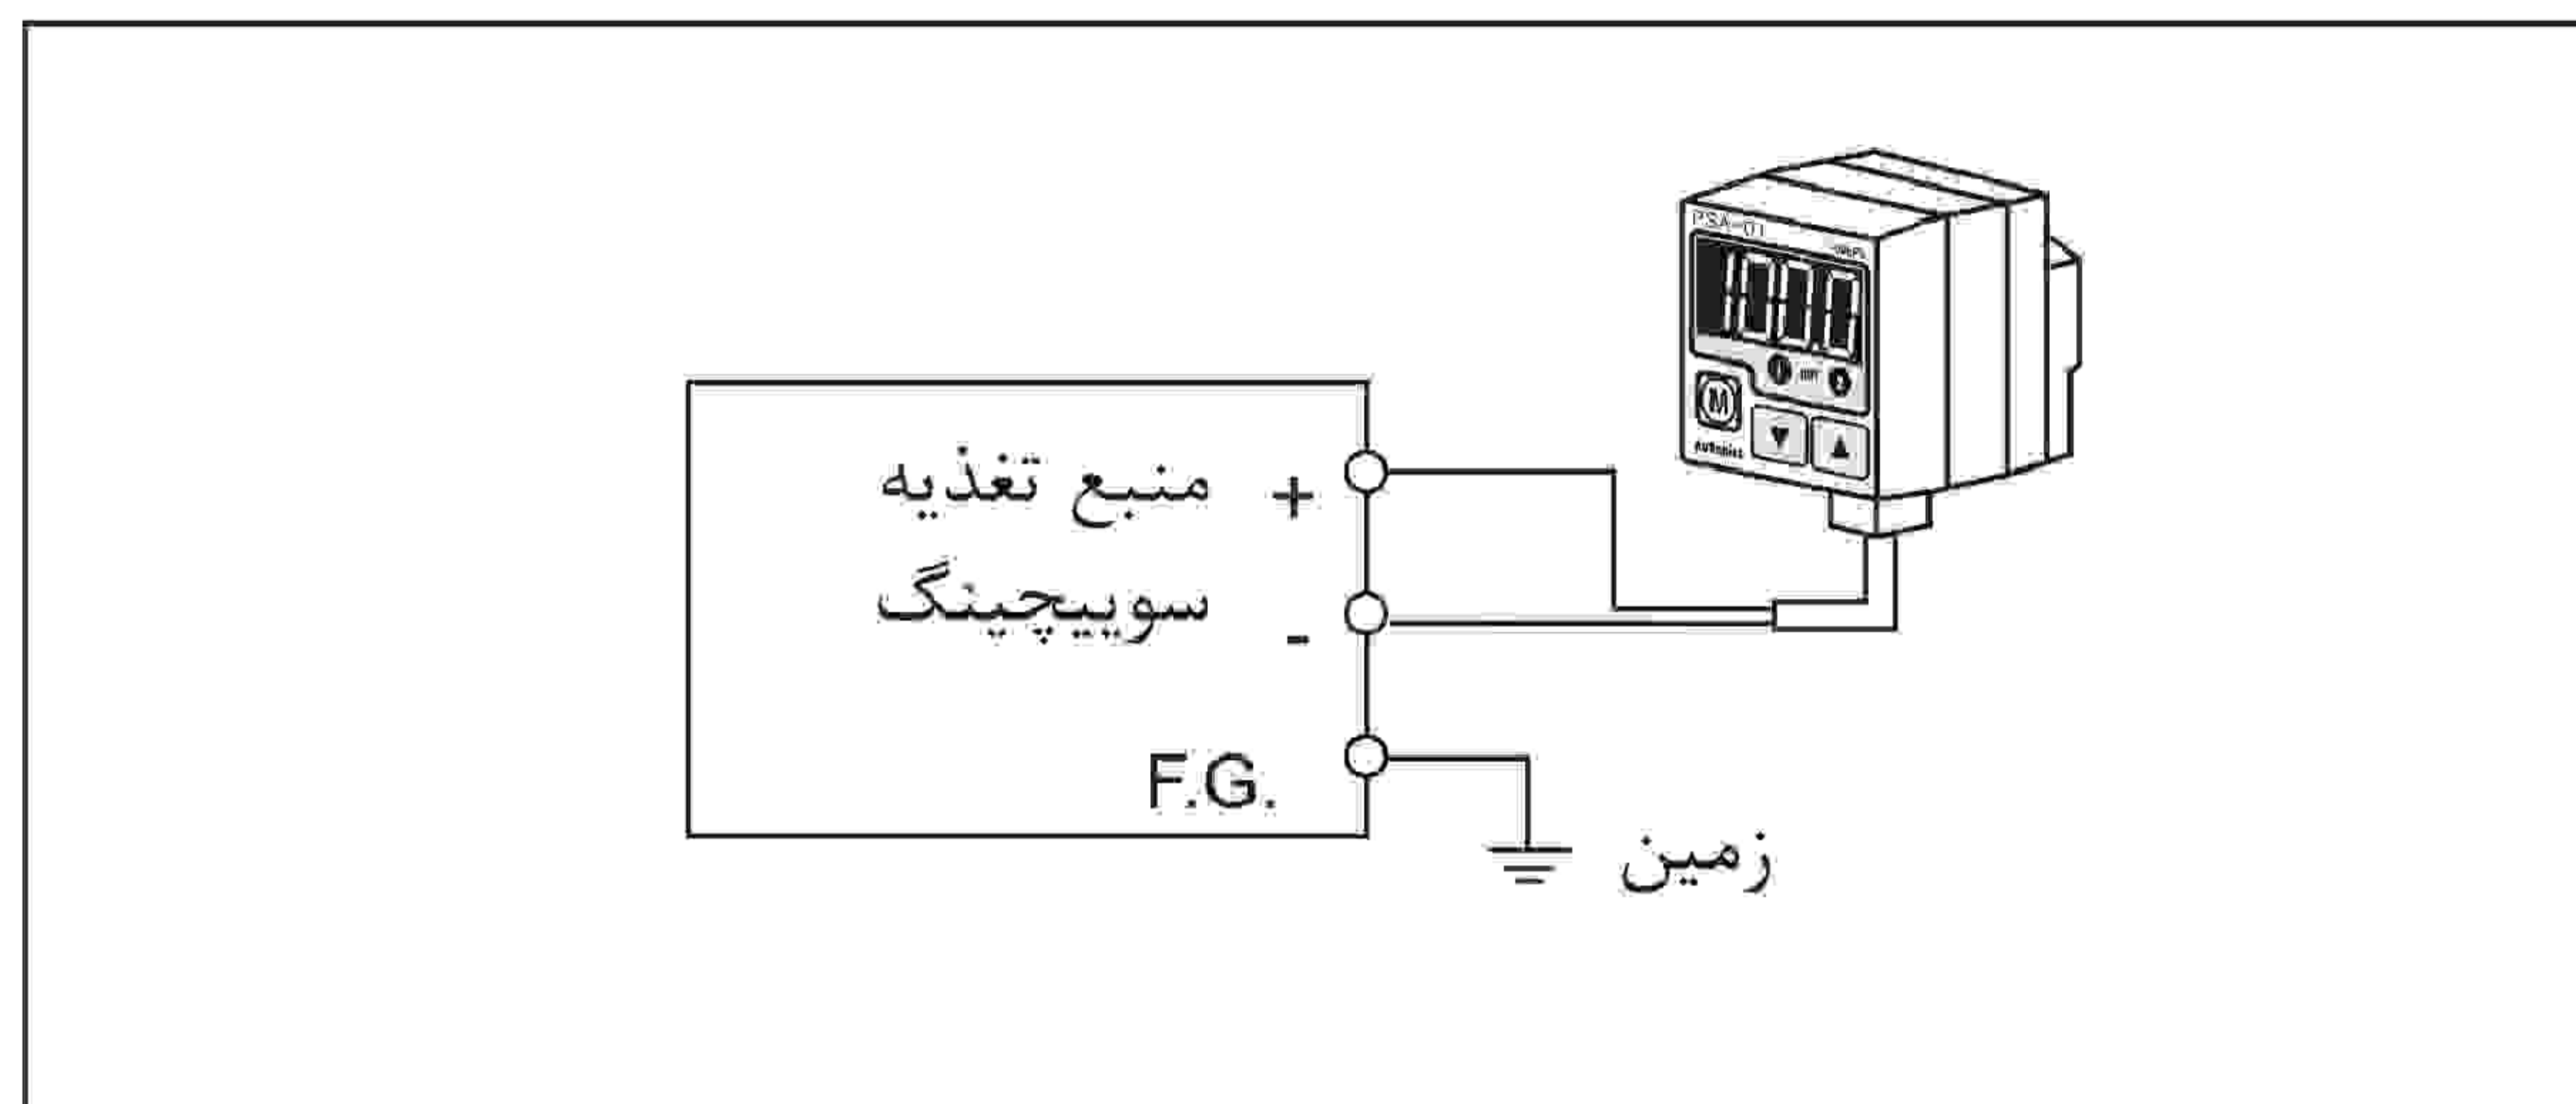 PSA-01
M
Autonics
منبع تغذیه +
سوییچینگ -
F.G.
زمین